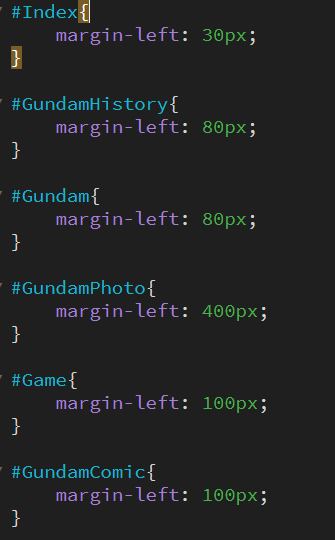 #Index{
margin-left: 30px;
}
#GundamHistory{
margin-left: 80px;
}
#Gundam{
margin-left: 80px;
}
#GundamPhoto{
margin-left: 400px;
}
#Game{
margin-left: 100px;
}
#GundamComic{
margin-left: 100px;
}